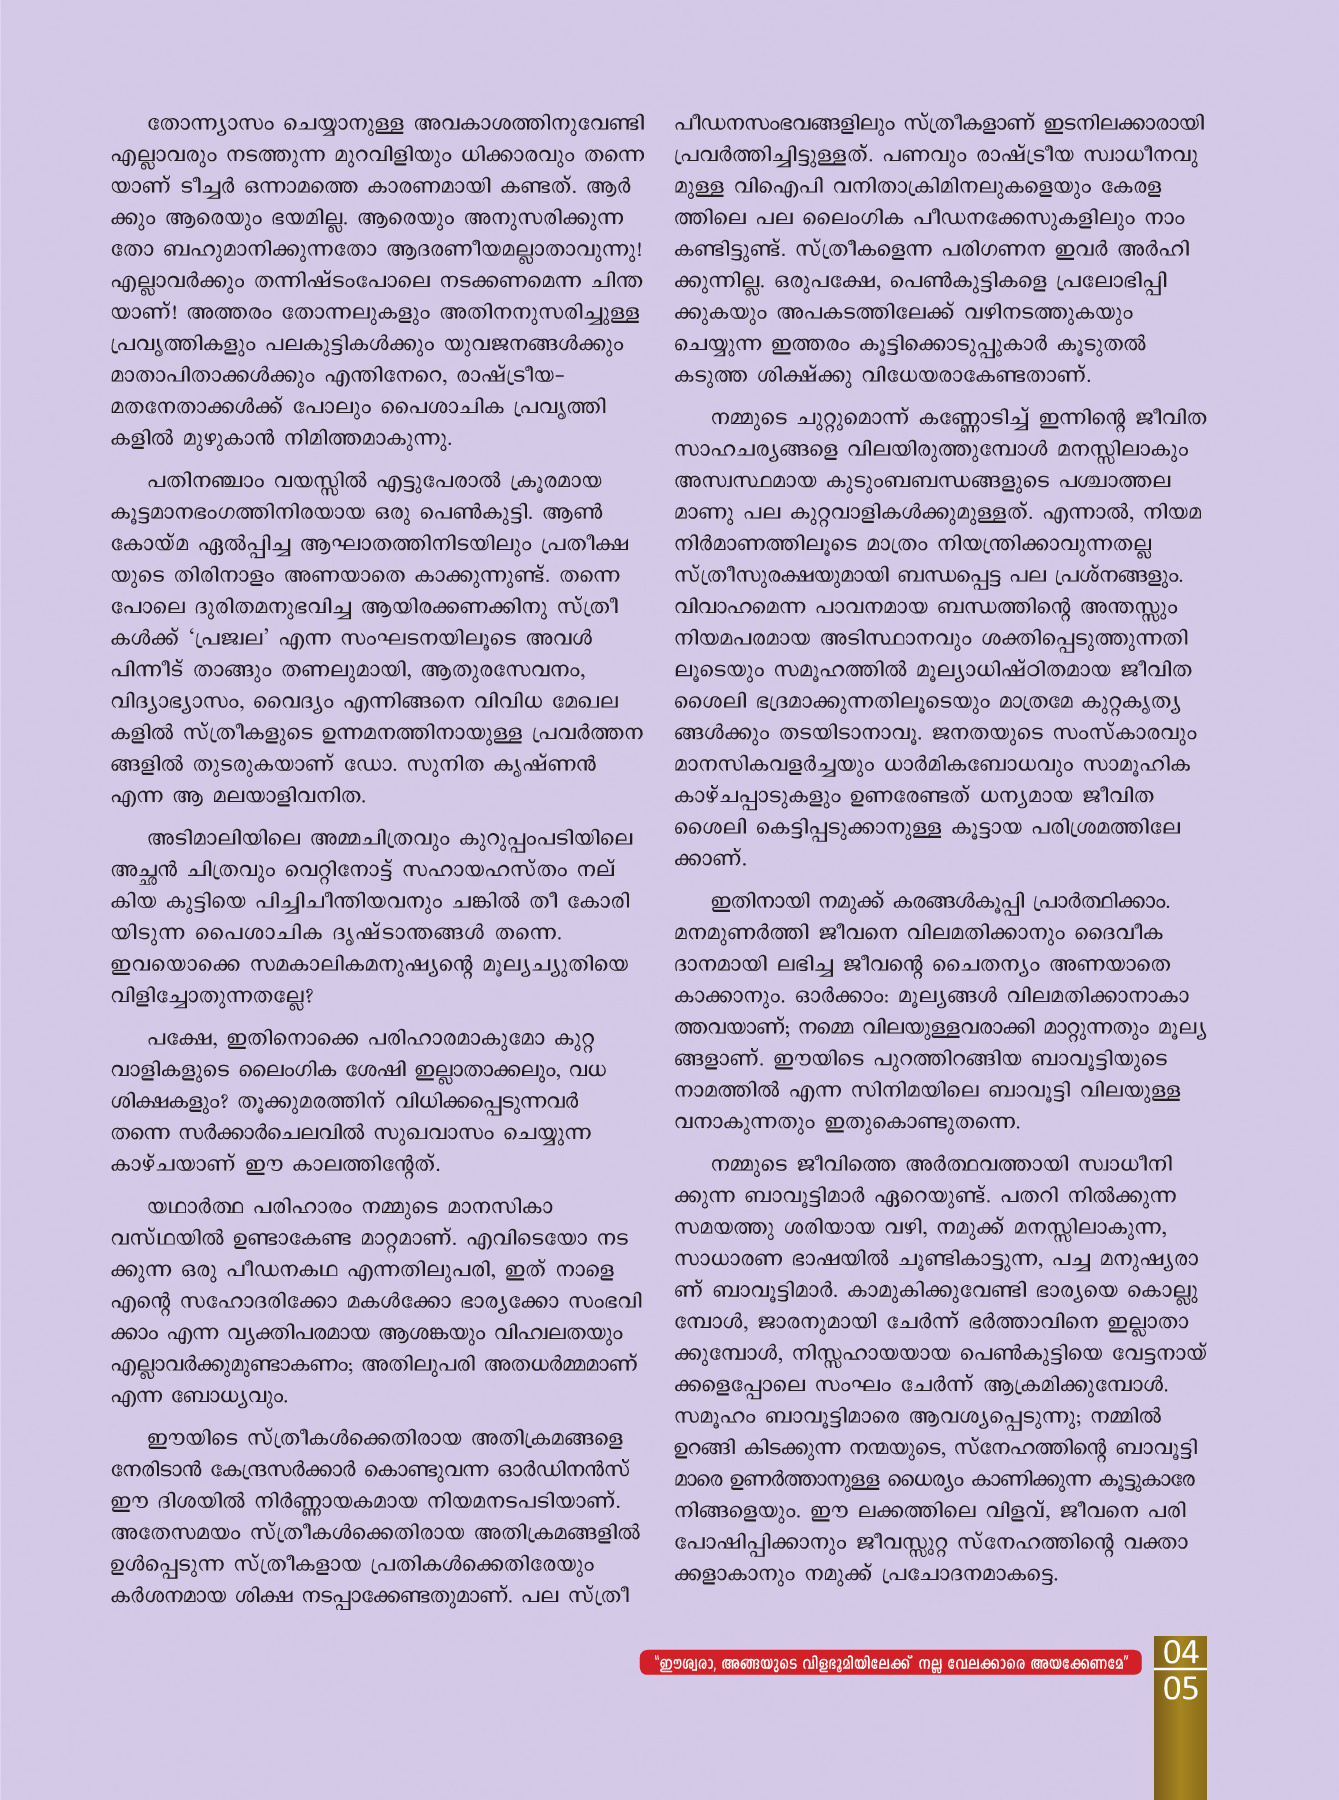 തോന്ന്യാസം ചെയ്യാനുള്ള അവകാശത്തിനുവേണ്ടി
എല്ലാവരും നടത്തുന്ന മുറവിളിയും ധിക്കാരവും തന്നെ
യാണ് ടീച്ചർ ഒന്നാമത്തെ കാരണമായി കണ്ടത്. ആർ
ക്കും ആരെയും ഭയമില്ല. ആരെയും അനുസരിക്കുന്ന
തോ ബഹുമാനിക്കുന്നതോ ആദരണീയമല്ലാതാവുന്നു!
എല്ലാവർക്കും തന്നിഷ്ടംപോലെ നടക്കണമെന്ന ചിന്ത
യാണ്! അത്തരം തോന്നലുകളും അതിനനുസരിച്ചുള്ള
പ്രവൃത്തികളും പലകുട്ടികൾക്കും യുവജനങ്ങൾക്കും
മാതാപിതാക്കൾക്കും എന്തിനേറെ, രാഷ്ട്രീയ-
മതനേതാക്കൾക്ക് പോലും പൈശാചിക പ്രവൃത്തി
കളിൽ മുഴുകാൻ നിമിത്തമാകുന്നു.
പതിനഞ്ചാം വയസ്സിൽ എട്ടുപേരാൽ ക്രൂരമായ
കൂട്ടമാനഭംഗത്തിനിരയായ ഒരു പെൺകുട്ടി. ആൺ
കോയ്മ ഏൽപ്പിച്ച ആഘാതത്തിനിടയിലും പ്രതീക്ഷ
യുടെ തിരിനാളം അണയാതെ കാക്കുന്നുണ്ട്. തന്നെ
പോലെ ദുരിതമനുഭവിച്ച ആയിരക്കണക്കിനു സ്ത്രീ
കൾക്ക് ‘പ്രജ്വല’ എന്ന സംഘടനയിലൂടെ അവൾ
പിന്നീട് താങ്ങും തണലുമായി, ആതുരസേവനം,
വിദ്യാഭ്യാസം, വൈദ്യം എന്നിങ്ങനെ വിവിധ മേഖല
കളിൽ സ്ത്രീകളുടെ ഉന്നമനത്തിനായുള്ള പ്രവർത്തന
ങ്ങളിൽ തുടരുകയാണ് ഡോ. സുനിത കൃഷ്ണൻ
എന്ന ആ മലയാളിവനിത.
അടിമാലിയിലെ അമ്മചിത്രവും കുറുപ്പംപടിയിലെ
അച്ഛൻ ചിത്രവും വെറ്റിനോട്ട് സഹായഹസ്തം നല്
കിയ കുട്ടിയെ പിച്ചിചീന്തിയവനും ചങ്കിൽ തീ കോരി
യിടുന്ന പൈശാചിക ദൃഷ്ടാന്തങ്ങൾ തന്നെ.
ഇവയൊക്കെ സമകാലികമനുഷ്യന്റെ മൂല്യച്യുതിയെ
വിളിച്ചോതുന്നതല്ലേ?
പക്ഷേ, ഇതിനൊക്കെ പരിഹാരമാകുമോ കുറ്റ
വാളികളുടെ ലൈംഗിക ശേഷി ഇല്ലാതാക്കലും, വധ
ശിക്ഷകളും? തൂക്കുമരത്തിന് വിധിക്കപ്പെടുന്നവർ
തന്നെ സർക്കാർചെലവിൽ സുഖവാസം ചെയ്യുന്ന
കാഴ്ചയാണ് ഈ കാലത്തിന്റേത്.
യഥാർത്ഥ പരിഹാരം നമ്മുടെ മാനസികാ
വസ്ഥയിൽ ഉണ്ടാകേണ്ട മാറ്റമാണ്. എവിടെയോ നട
ക്കുന്ന ഒരു പീഡനകഥ എന്നതിലുപരി, ഇത് നാളെ
എന്റെ സഹോദരിക്കോ മകൾക്കോ ഭാര്യക്കോ സംഭവി
ക്കാം എന്ന വ്യക്തിപരമായ ആശങ്കയും വിഹ്വലതയും
എല്ലാവർക്കുമുണ്ടാകണം; അതിലുപരി അതധർമ്മമാണ്
എന്ന ബോധ്യവും.
ഈയിടെ സ്ത്രീകൾക്കെതിരായ അതിക്രമങ്ങളെ
നേരിടാൻ കേന്ദ്രസർക്കാർ കൊണ്ടുവന്ന ഓർഡിനൻസ്
ഈ ദിശയിൽ നിർണ്ണായകമായ നിയമനടപടിയാണ്.
അതേസമയം സ്ത്രീകൾക്കെതിരായ അതിക്രമങ്ങളിൽ
ഉൾപ്പെടുന്ന സ്ത്രീകളായ പ്രതികൾക്കെതിരേയും
കർശനമായ ശിക്ഷ നടപ്പാക്കേണ്ടതുമാണ്. പല സ്ത്രീ
പീഡനസംഭവങ്ങളിലും സ്ത്രീകളാണ് ഇടനിലക്കാരായി
പ്രവർത്തിച്ചിട്ടുള്ളത്. പണവും രാഷ്ട്രീയ സ്വാധീനവു
മുള്ള വിഐപി വനിതാക്രിമിനലുകളെയും കേരള
ത്തിലെ പല ലൈംഗിക പീഡനക്കേസുകളിലും നാം
കണ്ടിട്ടുണ്ട്. സ്ത്രീകളെന്ന പരിഗണന ഇവർ അർഹി
ക്കുന്നില്ല. ഒരുപക്ഷേ, പെൺകുട്ടികളെ പ്രലോഭിപ്പി
ക്കുകയും അപകടത്തിലേക്ക് വഴിനടത്തുകയും
ചെയ്യുന്ന ഇത്തരം കൂട്ടിക്കൊടുപ്പുകാർ കൂടുതൽ
കടുത്ത ശിക്ഷ്ക്കു വിധേയരാകേണ്ടതാണ്.
നമ്മുടെ ചുറ്റുമൊന്ന് കണ്ണോടിച്ച് ഇന്നിന്റെ ജീവിത
സാഹചര്യങ്ങളെ വിലയിരുത്തുമ്പോൾ മനസ്സിലാകും
അസ്വസ്ഥമായ കുടുംബബന്ധങ്ങളുടെ പശ്ചാത്തല
മാണു പല കുറ്റവാളികൾക്കുമുള്ളത്. എന്നാൽ, നിയമ
നിർമാണത്തിലൂടെ മാത്രം നിയന്ത്രിക്കാവുന്നതല്ല
സ്ത്രീസുരക്ഷയുമായി ബന്ധപ്പെട്ട പല പ്രശ്നങ്ങളും.
വിവാഹമെന്ന പാവനമായ ബന്ധത്തിന്റെ അന്തസ്സും
നിയമപരമായ അടിസ്ഥാനവും ശക്തിപ്പെടുത്തുന്നതി
ലൂടെയും സമൂഹത്തിൽ മൂല്യാധിഷ്ഠിതമായ ജീവിത
ശൈലി ഭദ്രമാക്കുന്നതിലൂടെയും മാത്രമേ കുറ്റകൃത്യ
ങ്ങൾക്കും തടയിടാനാവൂ. ജനതയുടെ സംസ്കാരവും
മാനസികവളർച്ചയും ധാർമികബോധവും സാമൂഹിക
കാഴ്ചപ്പാടുകളും ഉണരേണ്ടത് ധന്യമായ ജീവിത
ശൈലി കെട്ടിപ്പടുക്കാനുള്ള കൂട്ടായ പരിശ്രമത്തിലേ
ക്കാണ്.
ഇതിനായി നമുക്ക് കരങ്ങൾകൂപ്പി പ്രാർത്ഥിക്കാം.
മനമുണർത്തി ജീവനെ വിലമതിക്കാനും ദൈവീക
ദാനമായി ലഭിച്ച ജീവന്റെ ചൈതന്യം അണയാതെ
കാക്കാനും. ഓർക്കാം: മൂല്യങ്ങൾ വിലമതിക്കാനാകാ
ത്തവയാണ്; നമ്മെ വിലയുള്ളവരാക്കി മാറ്റുന്നതും മൂല്യ
ങ്ങളാണ്. ഈയിടെ പുറത്തിറങ്ങിയ ബാവൂട്ടിയുടെ
നാമത്തിൽ എന്ന സിനിമയിലെ ബാവൂട്ടി വിലയുള്ള
വനാകുന്നതും ഇതുകൊണ്ടുതന്നെ.
നമ്മുടെ ജീവിത്തെ അർത്ഥവത്തായി സ്വാധീനി
ക്കുന്ന ബാവൂട്ടിമാർ ഏറെയുണ്ട്. പതറി നിൽക്കുന്ന
സമയത്തു ശരിയായ വഴി, നമുക്ക് മനസ്സിലാകുന്ന,
സാധാരണ ഭാഷയിൽ ചൂണ്ടികാട്ടുന്ന, പച്ച മനുഷ്യരാ
ണ് ബാവൂട്ടിമാർ. കാമുകിക്കുവേണ്ടി ഭാര്യയെ കൊല്ലു
മ്പോൾ, ജാരനുമായി ചേർന്ന് ഭർത്താവിനെ ഇല്ലാതാ
ക്കുമ്പോൾ, നിസ്സഹായയായ പെൺകുട്ടിയെ വേട്ടനായ്
ക്കളെപ്പോലെ സംഘം ചേർന്ന് ആക്രമിക്കുമ്പോൾ.
സമൂഹം ബാവൂട്ടിമാരെ ആവശ്യപ്പെടുന്നു; നമ്മിൽ
ഉറങ്ങി കിടക്കുന്ന നന്മയുടെ, സ്നേഹത്തിന്റെ ബാവൂട്ടി
മാരെ ഉണർത്താനുള്ള ധൈര്യം കാണിക്കുന്ന കൂട്ടുകാരേ
നിങ്ങളെയും. ഈ ലക്കത്തിലെ വിളവ്, ജീവനെ പരി
പോഷിപ്പിക്കാനും ജീവസ്സുറ്റ സ്നേഹത്തിന്റെ വക്താ
ക്കളാകാനും നമുക്ക് പ്രചോദനമാകട്ടെ.
“ഈശ്വരാ, അങ്ങയുടെ വിളഭൂമിയിലേക്ക് നല്ല വേലക്കാരെ അയക്കേണമേ”
04
05